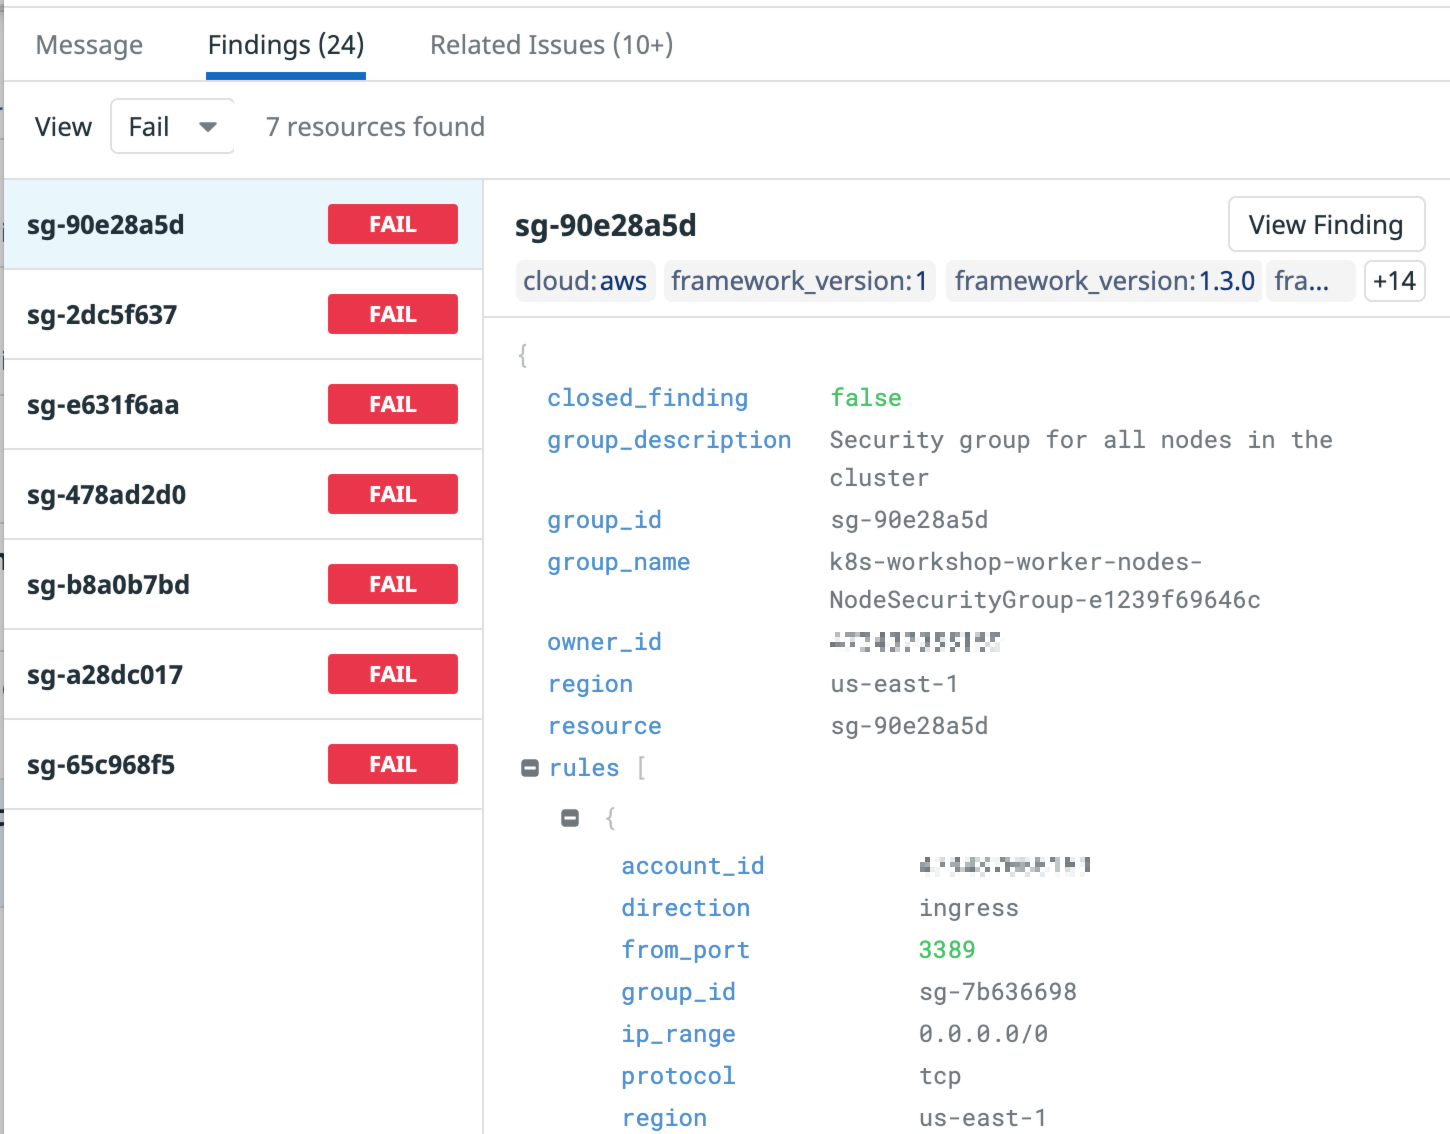 Message Findings (24) Related Issues (10+)
View Fail 7 resources found
sg-90e28a5d FAIL
sg-2dc5f637 FAIL
sg-e631f6aa FAIL
sg-478ad2d0 FAIL
sg-b8a0b7bd FAIL
sg-a28dc017 FAIL
sg-65c968f5 FAIL
sg-90e28a5d View Finding
cloud:aws framework_version:1 framework_version:1.3.0 fra... +14
{
closed_finding false
group_description Security group for all nodes in the
cluster
group_id sg-90e28a5d
group_name k8s-workshop-worker-nodes-
NodeSecurityGroup-e1239f69646c
owner_id
region us-east-1
resource sg-90e28a5d
rules [
{
account_id
direction ingress
from_port 3389
group_id sg-7b636698
ip_range 0.0.0.0/0
protocol tcp
region us-east-1